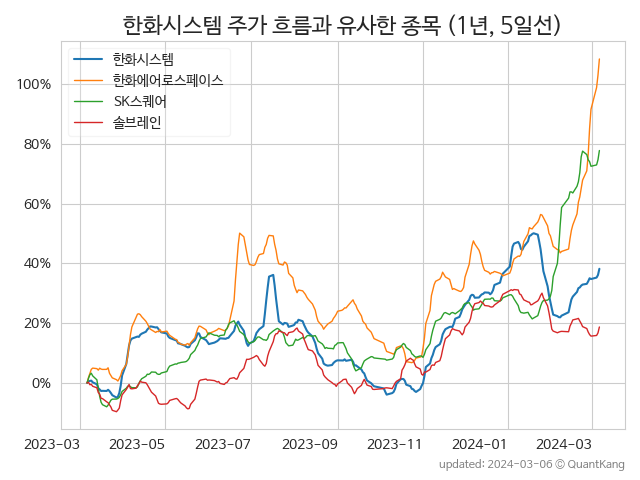 한화시스템 주가 흐름과 유사한 종목 (1년, 5일선)
한화시스템
한화에어로스페이스
SK스퀘어
솔브레인
100%
80%
60%
40%
20%
0%
2023-03 2023-05 2023-07 2023-09 2023-11 2024-01 2024-03
updated: 2024-03-06 © QuantKang